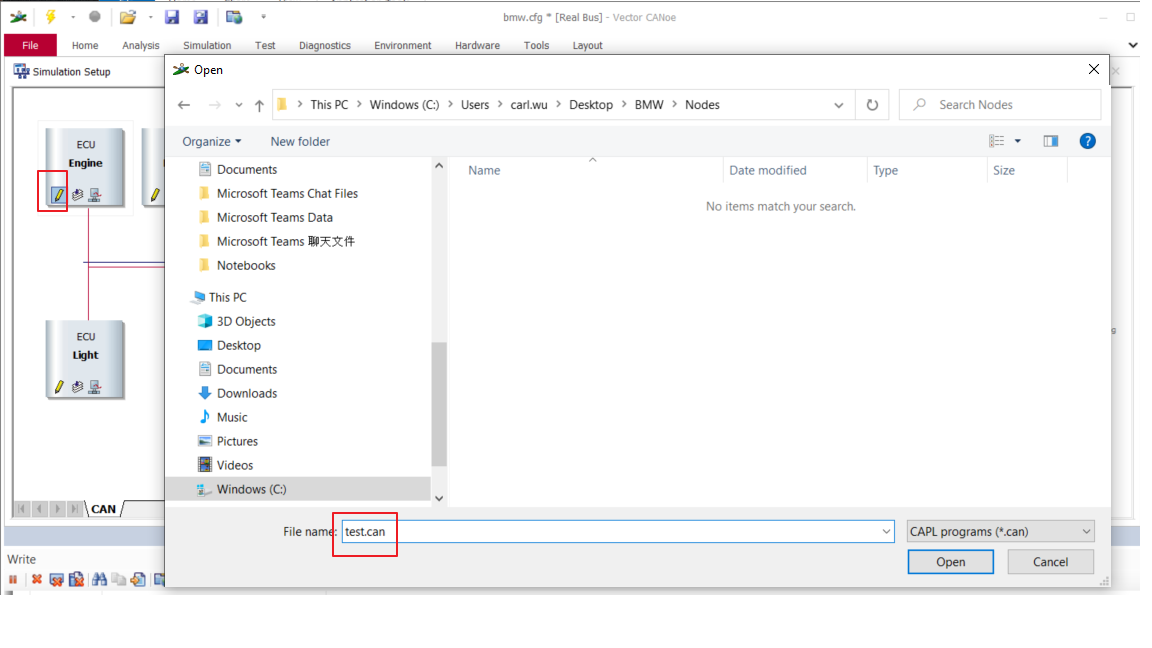 bmw.cfg * [Real Bus] - Vector CANoe
File Home Analysis Simulation Test Diagnostics Environment Hardware Tools Layout
Simulation Setup
Open
This PC > Windows (C:) > Users > carl.wu > Desktop > BMW > Nodes
Search Nodes
Organize New folder
Name Date modified Type Size
No items match your search.
Documents
Microsoft Teams Chat Files
Microsoft Teams Data
Microsoft Teams 聊天文件
Notebooks
This PC
3D Objects
Desktop
Documents
Downloads
Music
Pictures
Videos
Windows (C:)
ECU
Engine
ECU
Light
CAN
File name: test.can
CAPL programs (*.can)
Open Cancel
Write